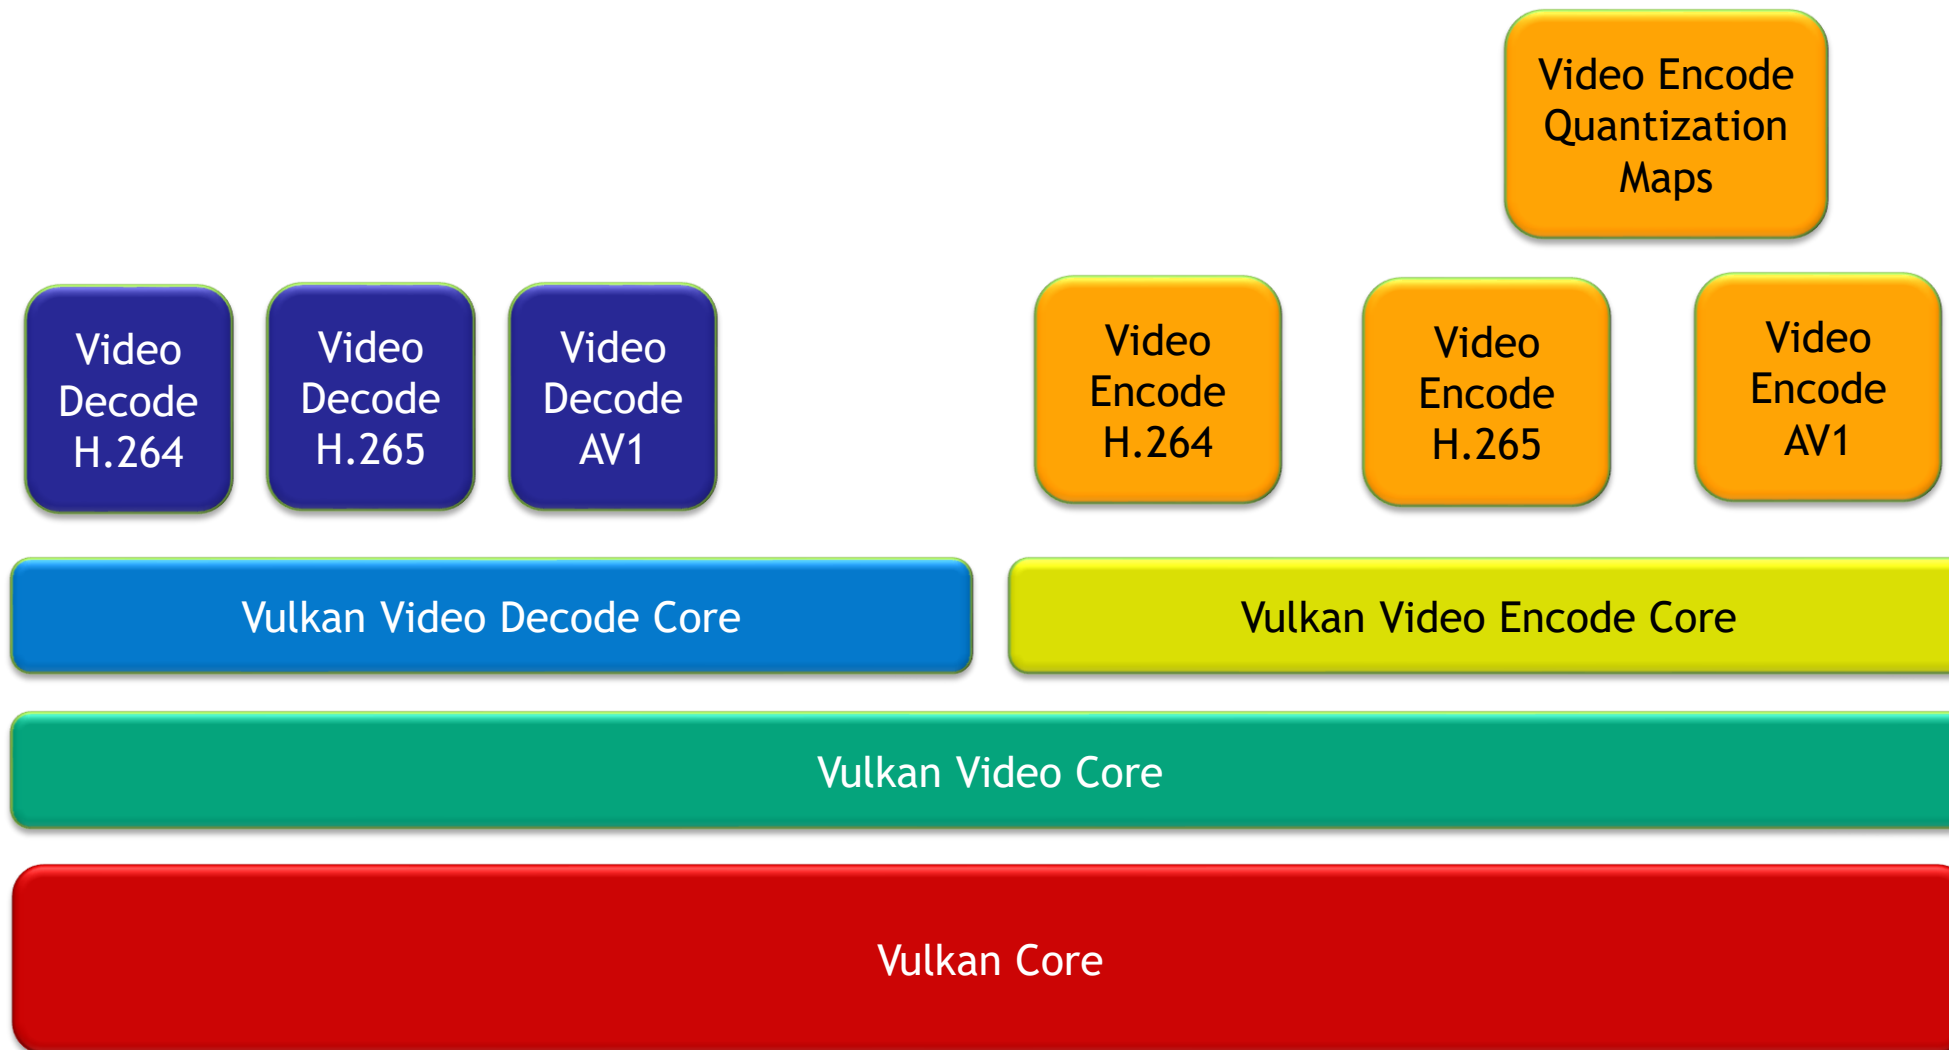 Video Encode
Quantization
Maps
Video
Decode
H.264
Video
Decode
H.265
Video
Decode
AV1
Video
Encode
H.264
Video
Encode
H.265
Video
Encode
AV1
Vulkan Video Decode Core
Vulkan Video Encode Core
Vulkan Video Core
Vulkan Core